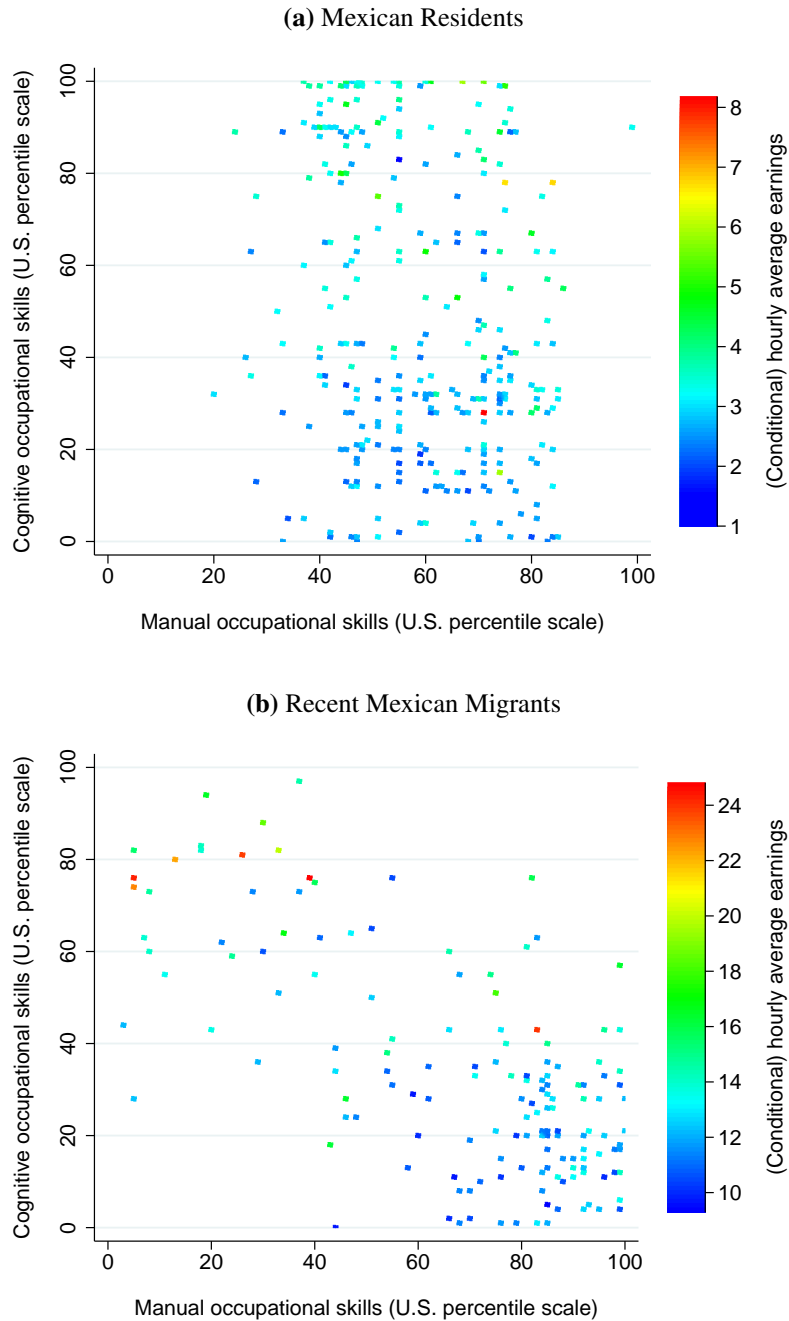 (a) Mexican Residents
Cognitive occupational skills (U.S. percentile scale)
100
80
60
40
20
0
0 20 40 60 80 100
Manual occupational skills (U.S. percentile scale)
8
7
6
5
4
3
2
1
(Conditional) hourly average earnings
(b) Recent Mexican Migrants
Cognitive occupational skills (U.S. percentile scale)
100
80
60
40
20
0
0 20 40 60 80 100
Manual occupational skills (U.S. percentile scale)
24
22
20
18
16
14
12
10
(Conditional) hourly average earnings